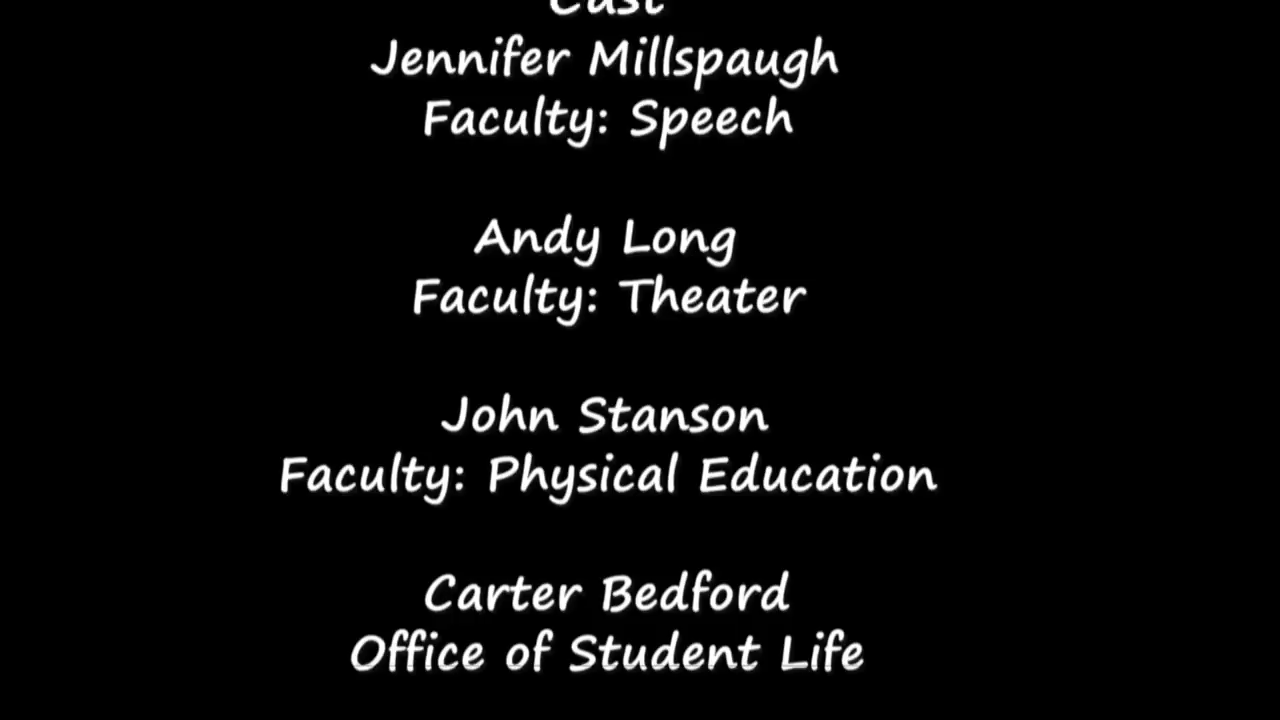 Cast
Jennifer Millspaugh
Faculty: Speech
Andy Long
Faculty: Theater
John Stanson
Faculty: Physical Education
Carter Bedford
Office of Student Life